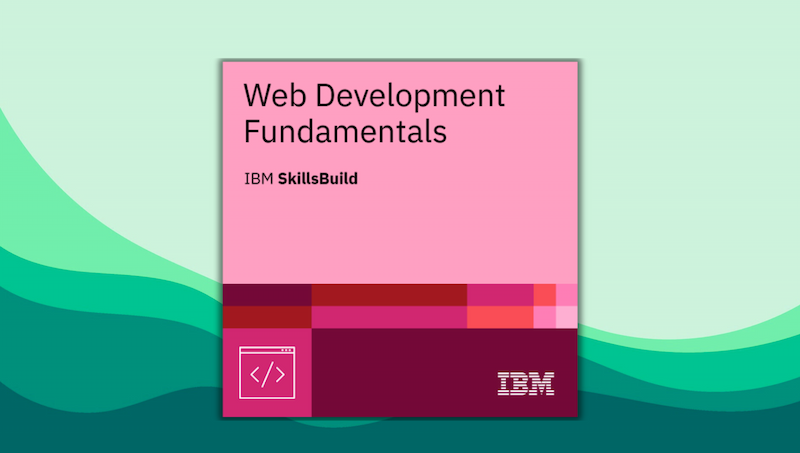 Web Development
Fundamentals
IBM SkillsBuild
</>
IBM